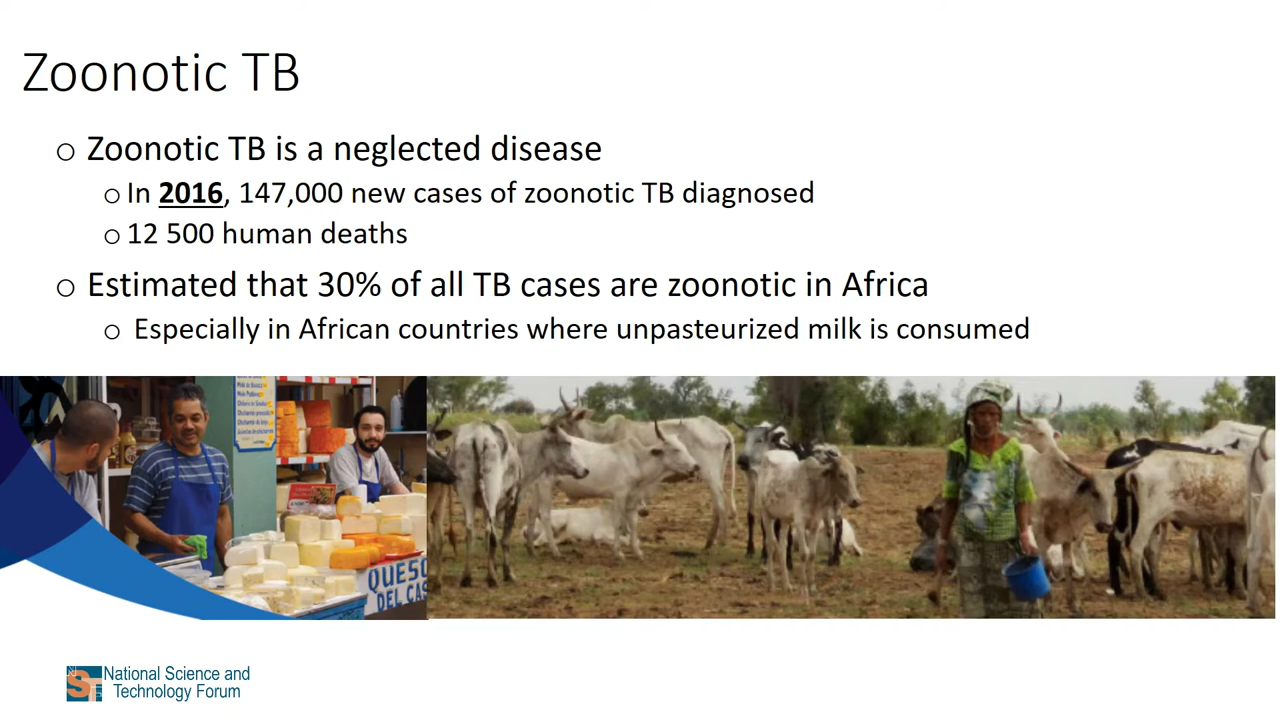 Zoonotic TB
o Zoonotic TB is a neglected disease
o In 2016, 147,000 new cases of zoonotic TB diagnosed
o 12 500 human deaths
o Estimated that 30% of all TB cases are zoonotic in Africa
o Especially in African countries where unpasteurized milk is consumed
QUESO
DEL
National Science and
Technology Forum